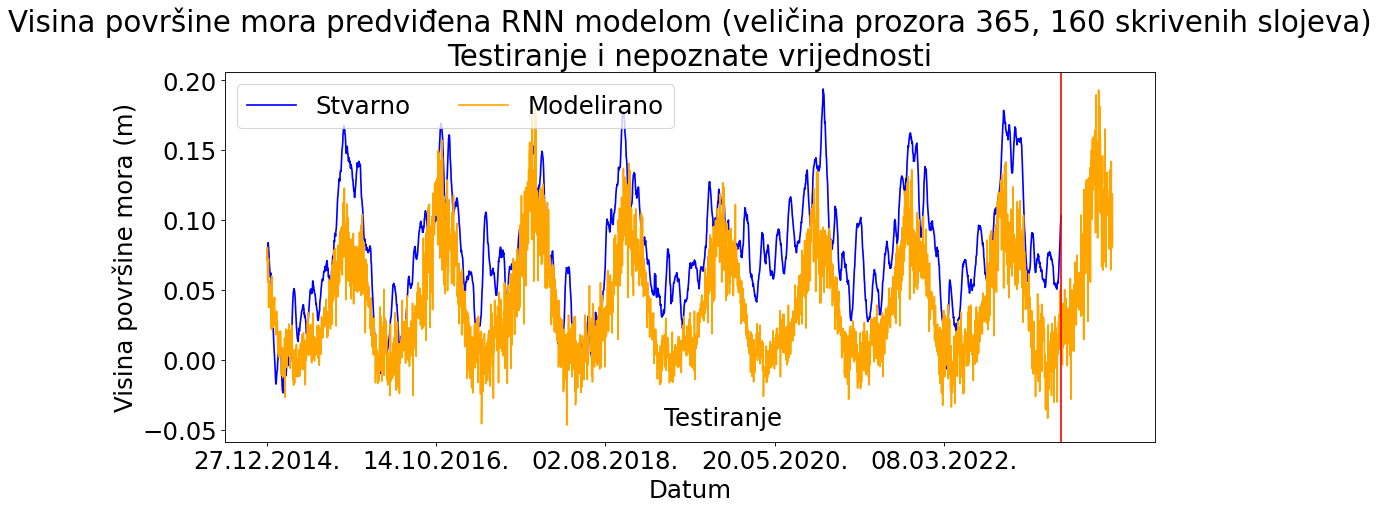 Visina površine mora predviđena RNN modelom (veličina prozora 365, 160 skrivenih slojeva)
Testiranje i nepoznate vrijednosti
Stvarno Modelirano
Visina površine mora (m)
0.20
0.15
0.10
0.05
0.00
−0.05
Testiranje
27.12.2014. 14.10.2016. 02.08.2018. 20.05.2020. 08.03.2022.
Datum